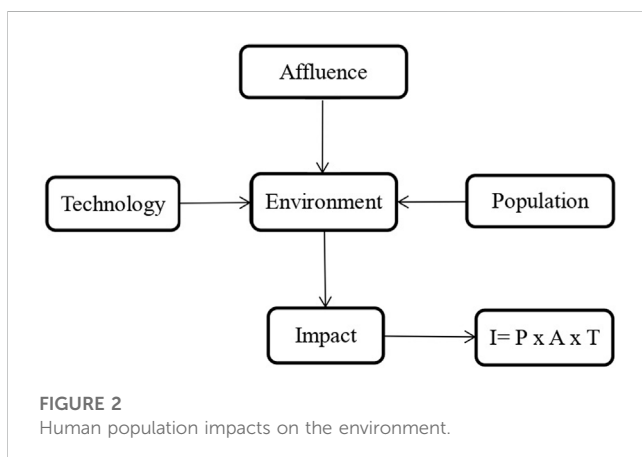 Affluence
Technology
Environment
Population
Impact
I= P x A x T
FIGURE 2
Human population impacts on the environment.